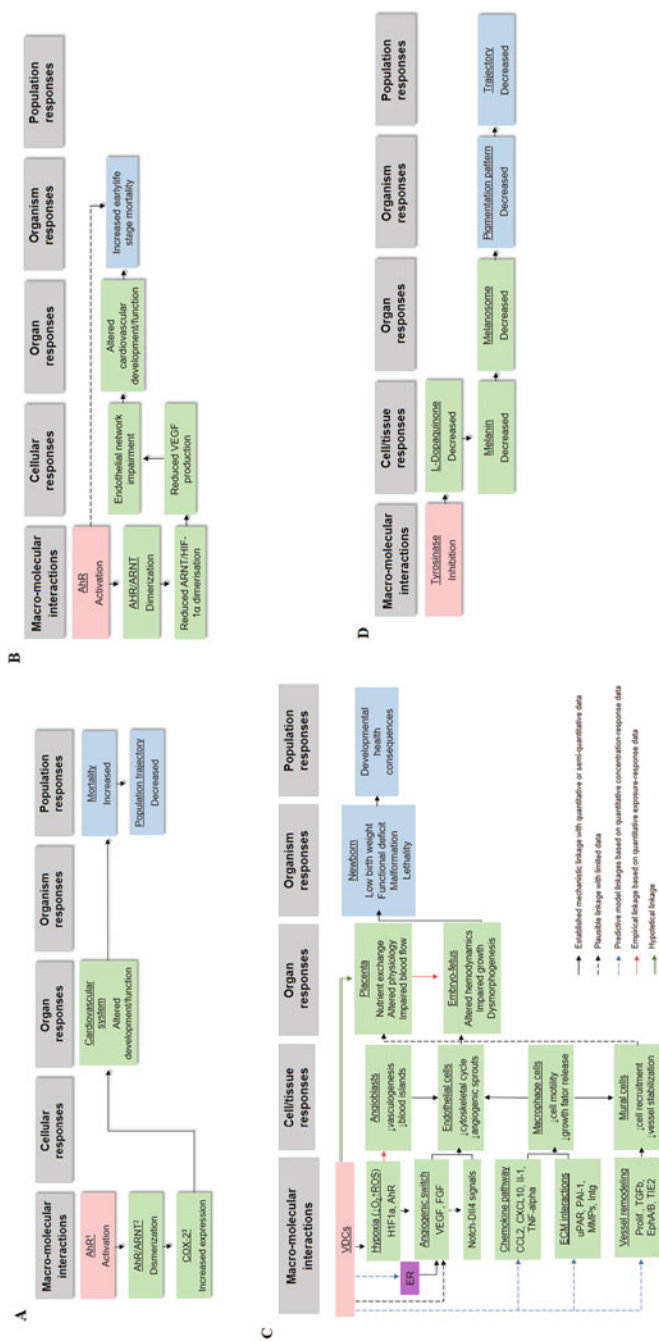 A
Macro-molecular
interactions
Cellular
responses
Organ
responses
Organism
responses
Population
responses
AhR¹
Activation
AhR/ARNT²
Dismerization
COX-2³
Increased expression
Cardiovascular
system
Altered
development/function
Mortality
Increased
Population trajectory
Decreased
B
Macro-molecular
interactions
Cellular
responses
Organ
responses
Organism
responses
Population
responses
AhR
Activation
AHR/ARNT
Dimerization
Reduced ARNT/HIF-
1α dimerisation
Endothelial network
impairment
Reduced VEGF
production
Altered
cardiovascular
development/function
Increased earlylife
stage mortality
C
Macro-molecular
interactions
Cell/tissue
responses
Organ
responses
Organism
responses
Population
responses
VDCs
Hypoxia (↓O₂↑ROS)
H1F1a, AhR
ER
Angiogenic switch
VEGF, FGF
Notch-Dll4 signals
Chemokine pathway
CCL2, CXCL10, Il-1,
TNF-alpha
ECM interactions
uPAR, PAI-1,
MMPs, Intg
Vessel remodeling
Prolif, TGFb,
EphA/B, TIE2
Angioblasts
↓vasculogenesis
↓blood islands
Endothelial cells
↓cytoskeletal cycle
↓angiogenic sprouts
Macrophage cells
↓cell motility
↓growth fator release
Mural cells
↓cell recruitment
↓vessel stabilization
Placenta
Nutrient exchange
Altered physiology
Impaired blood flow
Embryo-fetus
Altered hemodynamics
Impaired growth
Dysmorphogenesis
Newborn
Low birth weight
Functional deficit
Malformation
Lethality
Developmental
health
consequences
Established mechanistic linkage with quantitative or semi-quantitative data
Plausible linkage with limited data
Predictive model linkages based on quantitative concentration-response data
Empirical linkage based on quantitative exposure-response data
Hypotetical linkage
D
Macro-molecular
interactions
Cell/tissue
responses
Organ
responses
Organism
responses
Population
responses
Tyrosinase
Inhibition
L-Dopaquinone
Decreased
Melanin
Decreased
Melanosome
Decreased
Pigmentation pattern
Decreased
Trajectory
Decreased